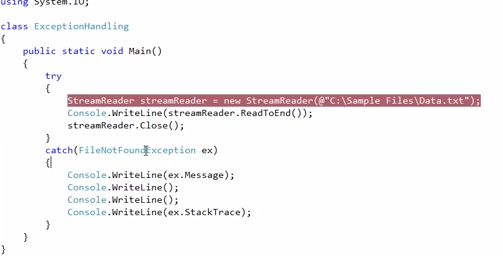 using System.IO;
class ExceptionHandling
{
public static void Main()
{
try
{
StreamReader streamReader = new StreamReader(@"C:\Sample Files\Data.txt");
Console.WriteLine(streamReader.ReadToEnd());
streamReader.Close();
}
catch(FileNotFoundException ex)
{
Console.WriteLine(ex.Message);
Console.WriteLine();
Console.WriteLine();
Console.WriteLine(ex.StackTrace);
}
}
}